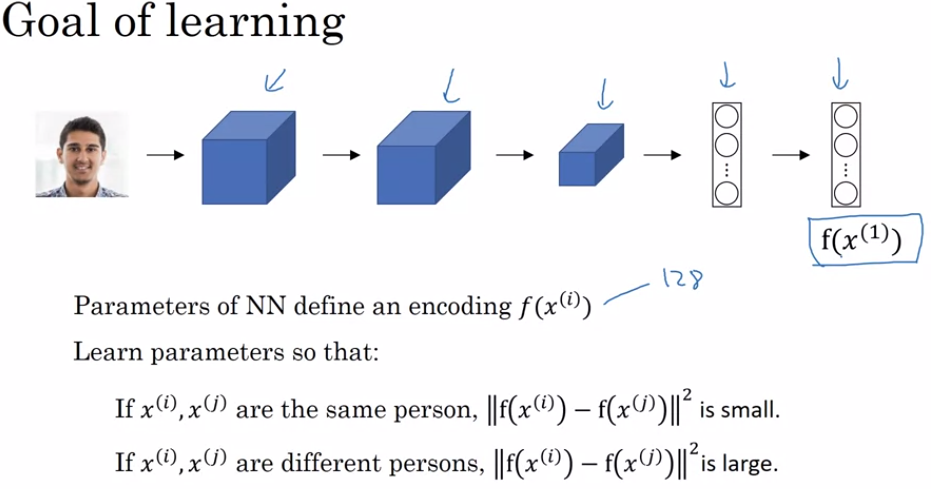 Goal of learning
f(x⁽¹⁾)
128
Parameters of NN define an encoding f(x⁽ⁱ⁾)
Learn parameters so that:
If x⁽ⁱ⁾, x⁽ʲ⁾ are the same person, ‖f(x⁽ⁱ⁾) − f(x⁽ʲ⁾)‖² is small.
If x⁽ⁱ⁾, x⁽ʲ⁾ are different persons, ‖f(x⁽ⁱ⁾) − f(x⁽ʲ⁾)‖² is large.